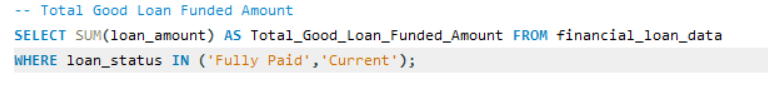 -- Total Good Loan Funded Amount
SELECT SUM(loan_amount) AS Total_Good_Loan_Funded_Amount FROM financial_loan_data
WHERE loan_status IN ('Fully Paid','Current');